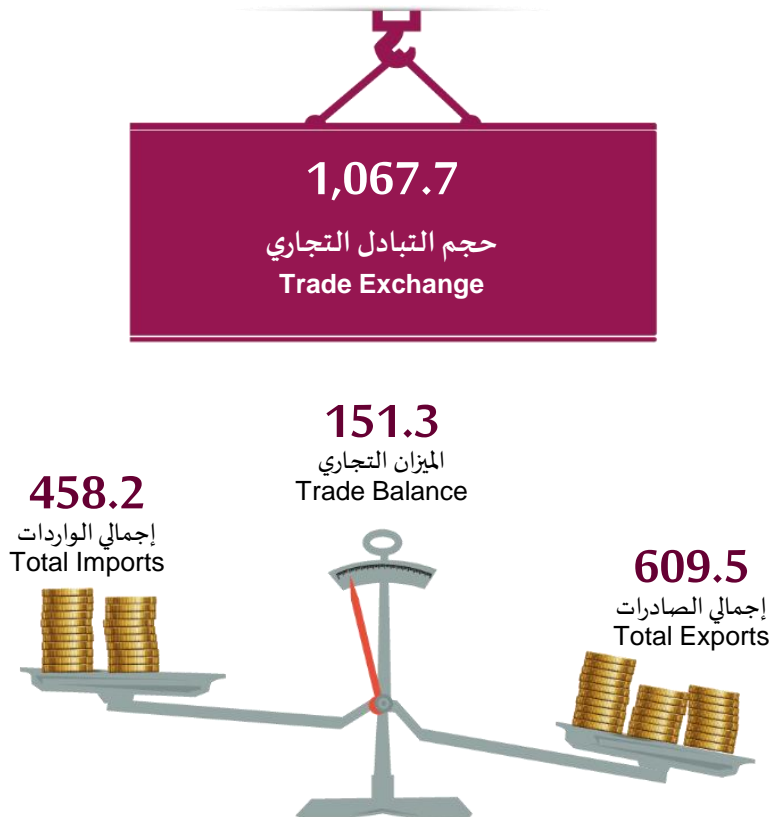 1,067.7
حجم التبادل التجاري
Trade Exchange
151.3
الميزان التجاري
Trade Balance
458.2
إجمالي الواردات
Total Imports
609.5
إجمالي الصادرات
Total Exports